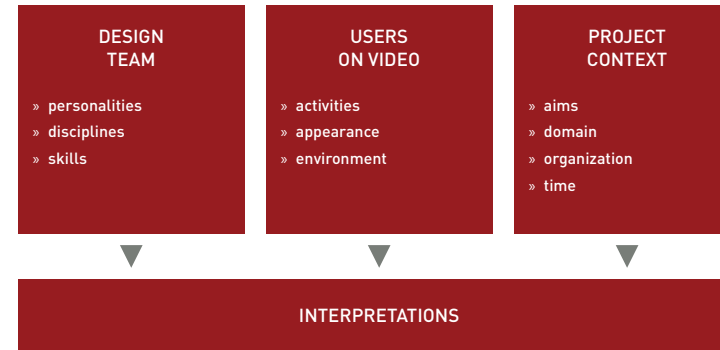 DESIGN
TEAM
» personalities
» disciplines
» skills
USERS
ON VIDEO
» activities
» appearance
» environment
PROJECT
CONTEXT
» aims
» domain
» organization
» time
INTERPRETATIONS